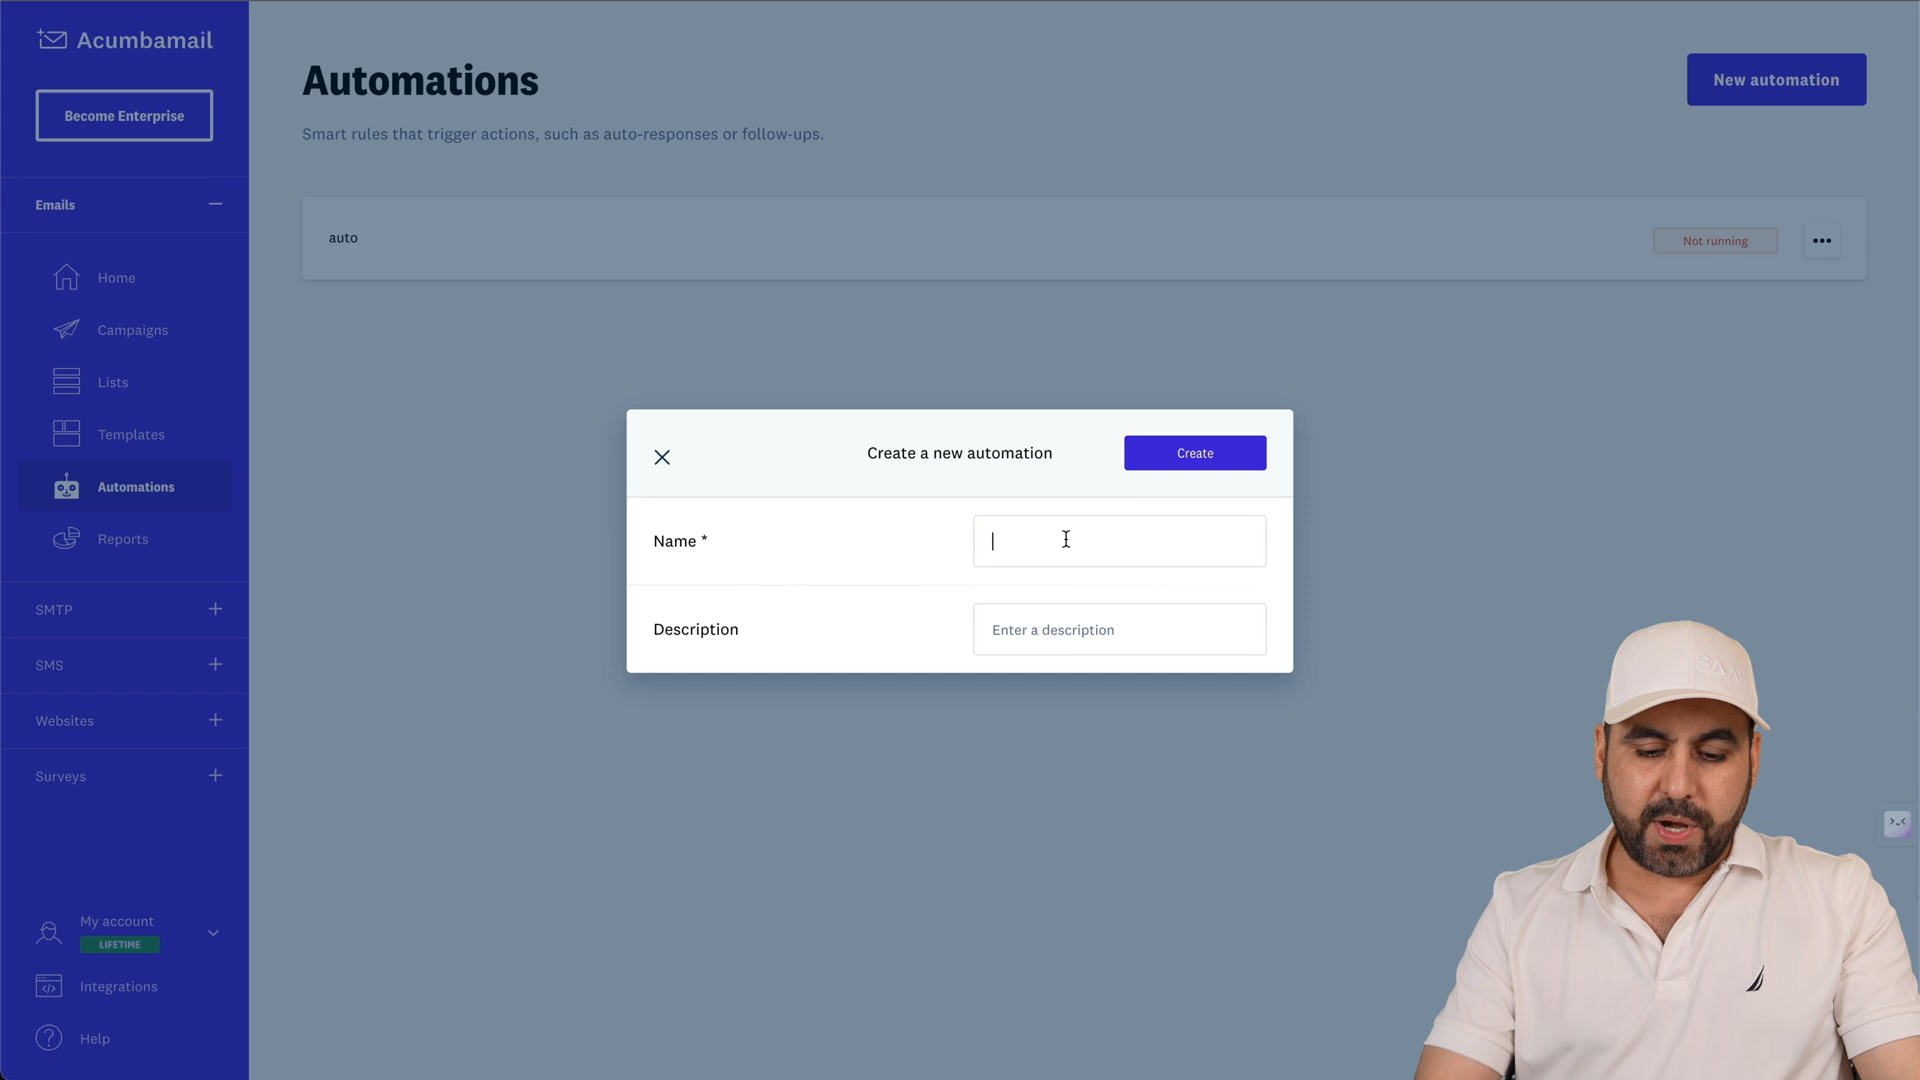 Acumbamail
Become Enterprise
Emails
Home
Campaigns
Lists
Templates
Automations
Reports
SMTP
SMS
Websites
Surveys
My account
LIFETIME
Integrations
Help
Automations
New automation
Smart rules that trigger actions, such as auto-responses or follow-ups.
auto
Not running
Create a new automation
Create
Name *
Description
Enter a description
SAAS